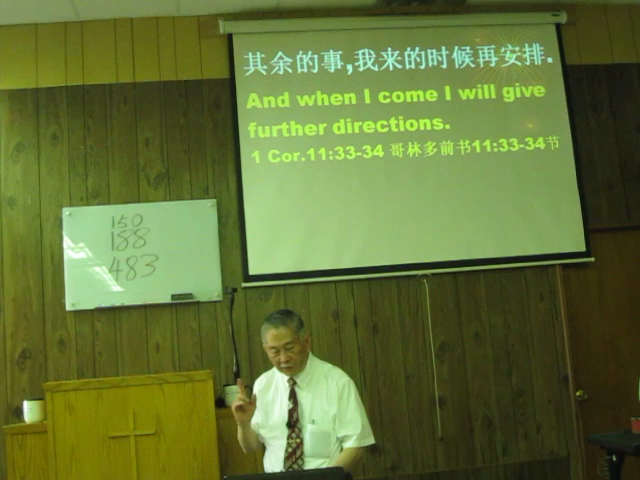 其余的事,我来的时候再安排.
And when I come I will give
further directions.
1 Cor.11:33-34 哥林多前书11:33-34节
150
188
483